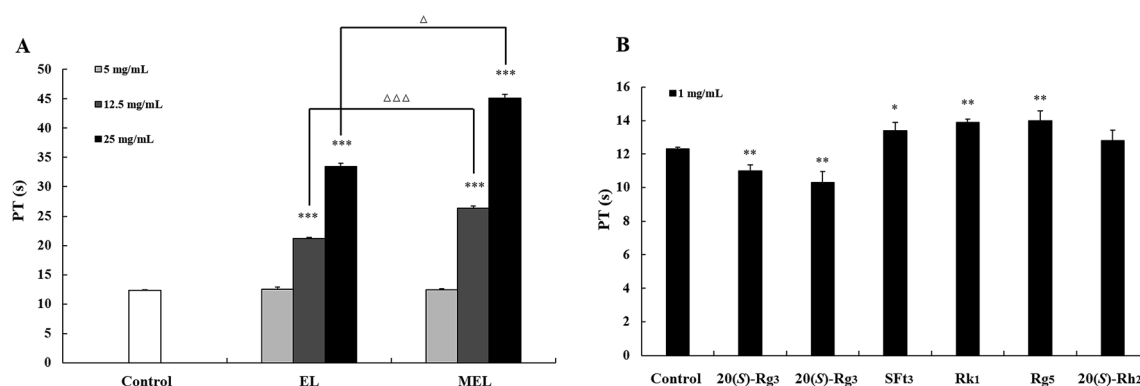 A
PT (s)
50
45
40
35
30
25
20
15
10
5
0
5 mg/mL
12.5 mg/mL
25 mg/mL
△
△△△
***
***
***
***
Control
EL
MEL
B
PT (s)
16
14
12
10
8
6
4
2
0
1 mg/mL
**
**
*
**
**
Control
20(S)-Rg3
20(S)-Rg3
SFt3
Rk1
Rg5
20(S)-Rh2